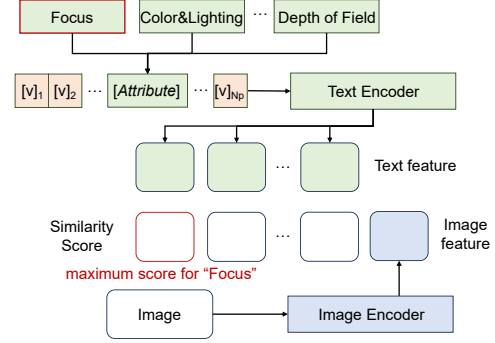 Focus
Color&Lighting
...
Depth of Field
[v]₁
[v]₂
...
[Attribute]
...
[v]Np
Text Encoder
...
Text feature
Similarity
Score
...
Image
feature
maximum score for "Focus"
Image
Image Encoder